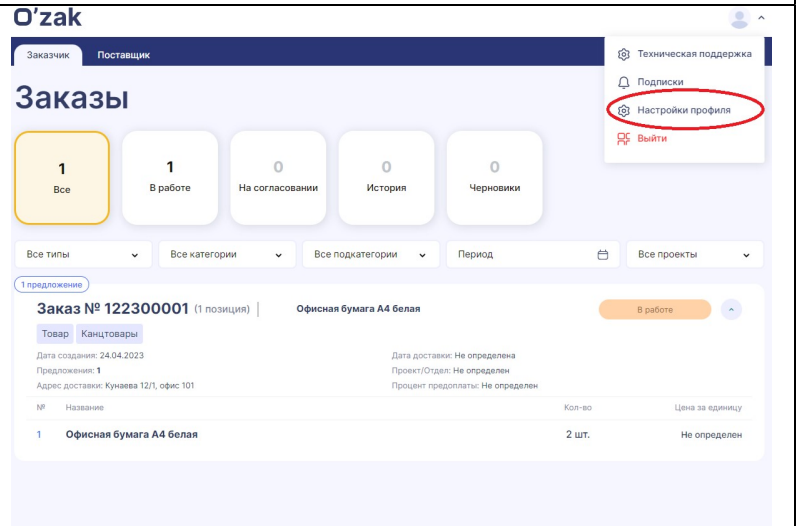 O'zak
Заказчик Поставщик
Техническая поддержка
Подписки
Настройки профиля
Выйти
Заказы
1
Все
1
В работе
0
На согласовании
0
История
0
Черновики
Все типы Все категории Все подкатегории Период Все проекты
1 предложение
Заказ № 122300001 (1 позиция) | Офисная бумага А4 белая В работе
Товар Канцтовары
Дата создания: 24.04.2023 Дата доставки: Не определена
Предложения: 1 Проект/Отдел: Не определен
Адрес доставки: Кунаева 12/1, офис 101 Процент предоплаты: Не определен
№ Название Кол-во Цена за единицу
1 Офисная бумага А4 белая 2 шт. Не определен